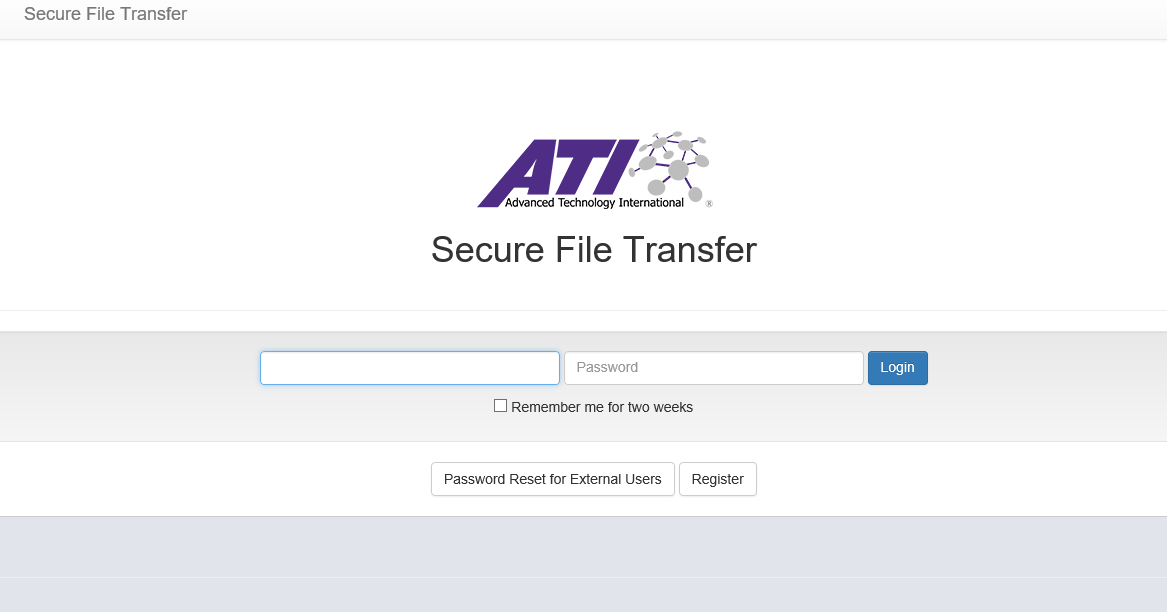 Secure File Transfer
ATI
Advanced Technology International ®
Secure File Transfer
Password
Login
Remember me for two weeks
Password Reset for External Users
Register